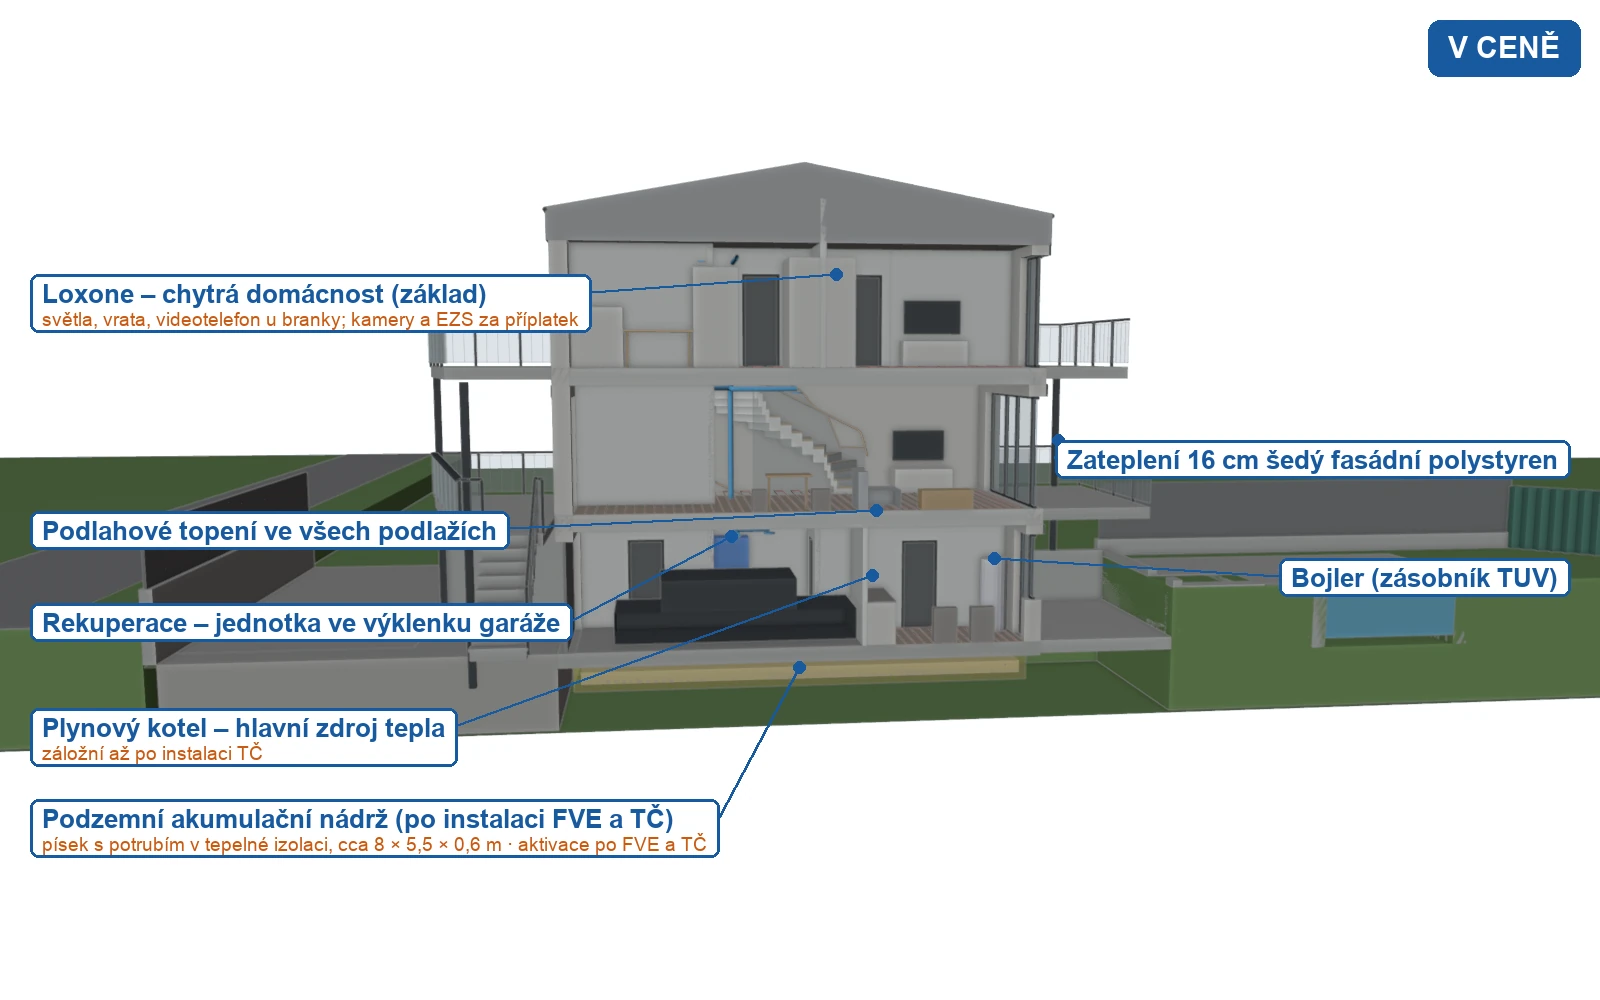 V CENĚ
Loxone – chytrá domácnost (základ)
světla, vrata, videotelefon u branky; kamery a EZS za příplatek
Zateplení 16 cm šedý fasádní polystyren
Podlahové topení ve všech podlažích
Bojler (zásobník TUV)
Rekuperace – jednotka ve výklenku garáže
Plynový kotel – hlavní zdroj tepla
záložní až po instalaci TČ
Podzemní akumulační nádrž (po instalaci FVE a TČ)
písek s potrubím v tepelné izolaci, cca 8 × 5,5 × 0,6 m · aktivace po FVE a TČ